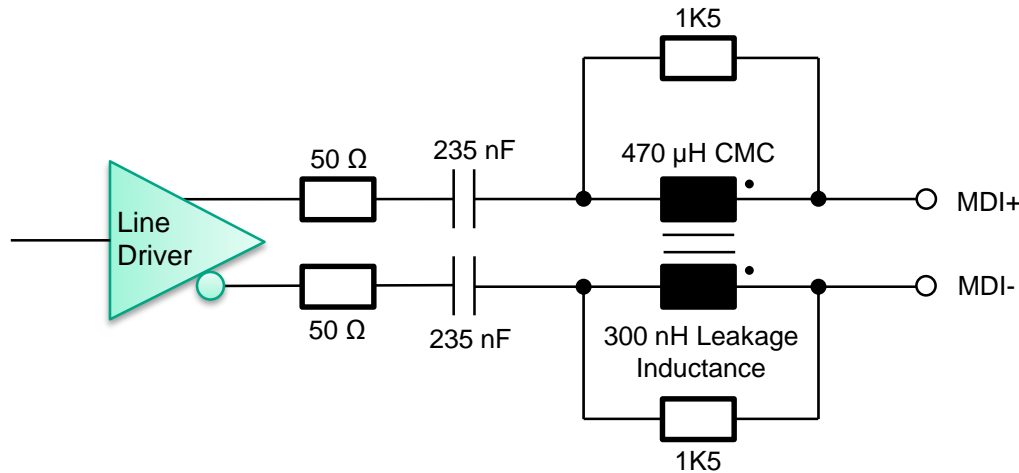 1K5
470 µH CMC
235 nF
50 Ω
Line
Driver
MDI+
MDI-
50 Ω
235 nF
300 nH Leakage
Inductance
1K5